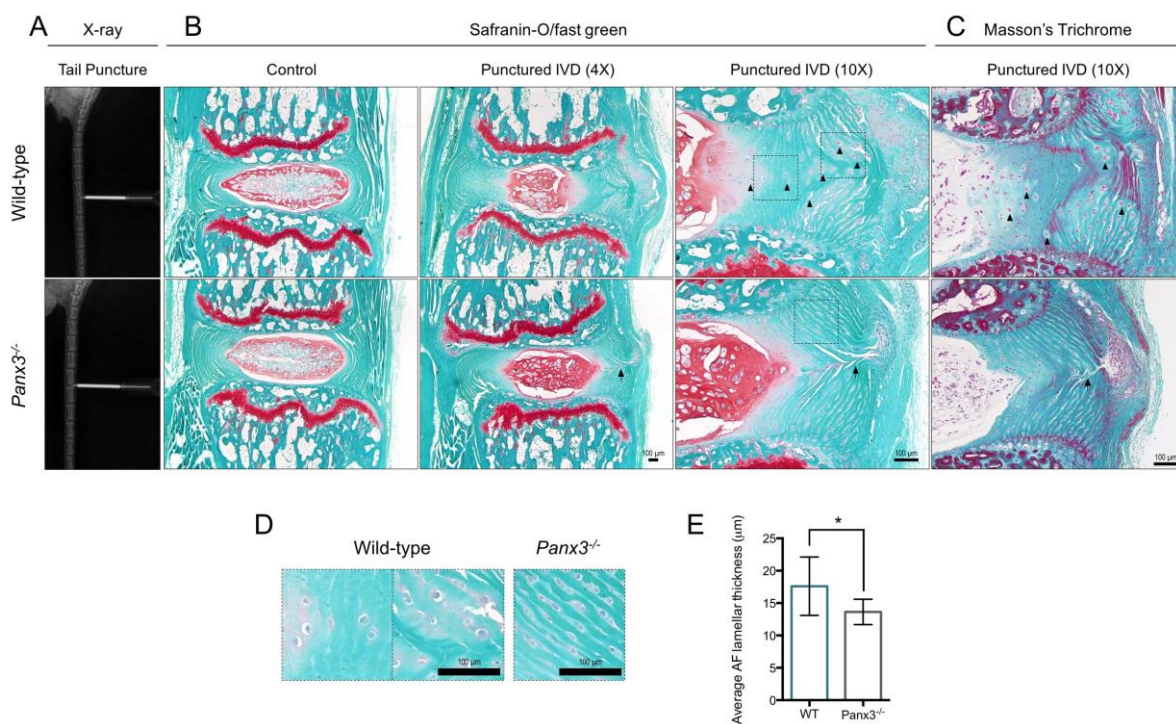 A
X-ray
B
Safranin-O/fast green
C
Masson's Trichrome
Tail Puncture
Control
Punctured IVD (4X)
Punctured IVD (10X)
Punctured IVD (10X)
Wild-type
Panx3-/-
100 µm
100 µm
100 µm
D
Wild-type
Panx3-/-
100 µm
100 µm
E
Average AF lamellar thickness (µm)
25
20
15
10
5
0
*
WT
Panx3-/-